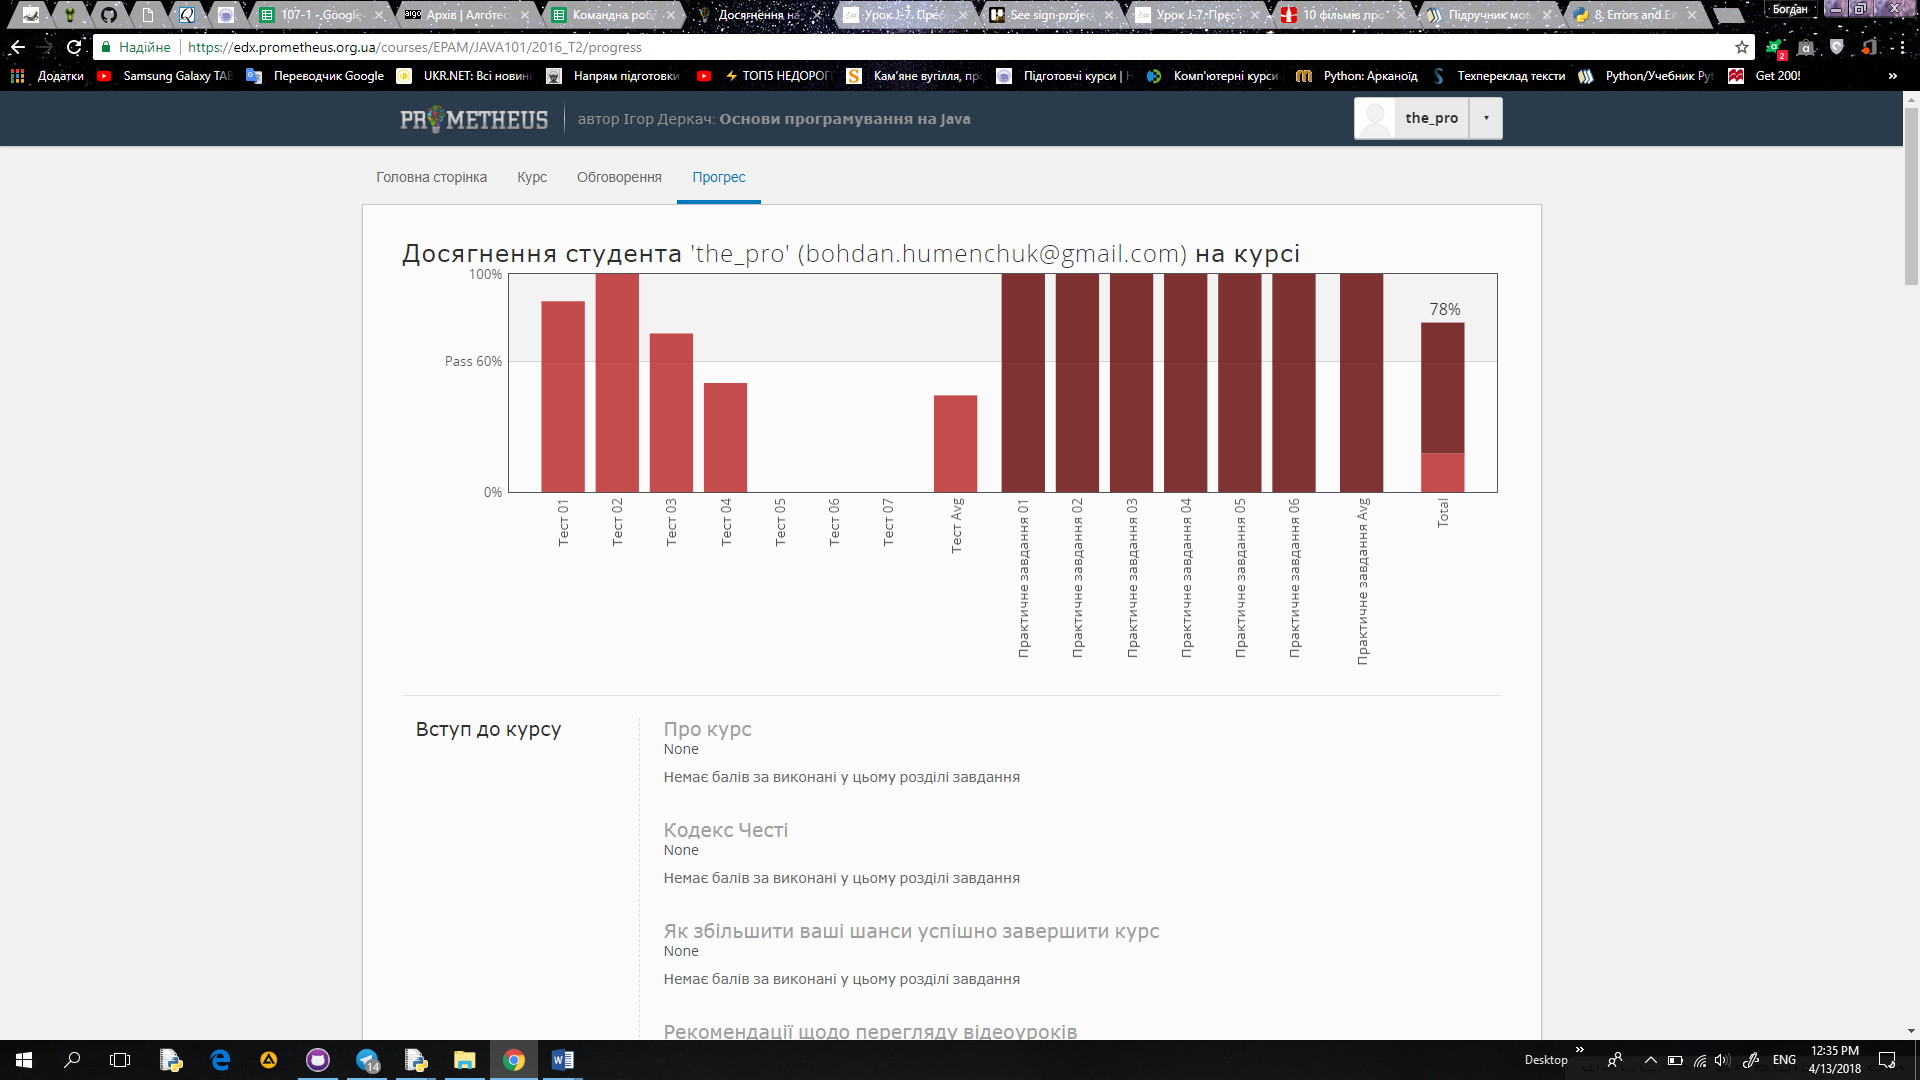 107-1 - Google
Архів | Алготес
Командна роб
Досягнення на
Урок J-7. Прес
See sign-projec
Урок J-7. Прес
10 фільмів про
Підручник мов
8. Errors and Ex
Богдан
Надійне
https://edx.prometheus.org.ua/courses/EPAM/JAVA101/2016_T2/progress
Додатки
Samsung Galaxy TAB
Переводчик Google
UKR.NET: Всі новин
Напрям підготовки
⚡ ТОП5 НЕДОРОГ
Кам'яне вугілля, пр
Підготовчі курси | Н
Комп'ютерні курси
Python: Арканоїд
Техпереклад тексти
Python/Учебник Pyt
Get 200!
»
PROMETHEUS
автор Ігор Деркач: Основи програмування на Java
the_pro
Головна сторінка
Курс
Обговорення
Прогрес
Досягнення студента 'the_pro' (bohdan.humenchuk@gmail.com) на курсі
100%
78%
Pass 60%
0%
Тест 01
Тест 02
Тест 03
Тест 04
Тест 05
Тест 06
Тест 07
Тест Avg
Практичне завдання 01
Практичне завдання 02
Практичне завдання 03
Практичне завдання 04
Практичне завдання 05
Практичне завдання 06
Практичне завдання Avg
Total
Вступ до курсу
Про курс
None
Немає балів за виконані у цьому розділі завдання
Кодекс Честі
None
Немає балів за виконані у цьому розділі завдання
Як збільшити ваші шанси успішно завершити курс
None
Немає балів за виконані у цьому розділі завдання
Рекомендації щодо перегляду відеоуроків
14
Desktop
»
ENG
12:35 PM
4/13/2018